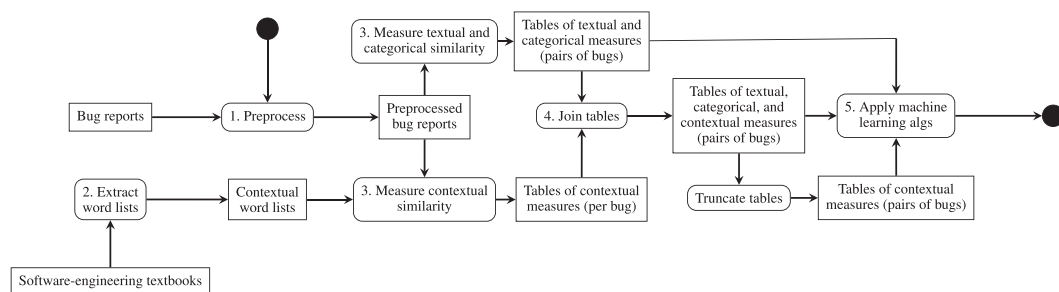 3. Measure textual and
categorical similarity
Tables of textual and
categorical measures
(pairs of bugs)
Bug reports
1. Preprocess
Preprocessed
bug reports
4. Join tables
Tables of textual,
categorical, and
contextual measures
(pairs of bugs)
5. Apply machine
learning algs
2. Extract
word lists
Contextual
word lists
3. Measure contextual
similarity
Tables of contextual
measures (per bug)
Truncate tables
Tables of contextual
measures (pairs of bugs)
Software-engineering textbooks